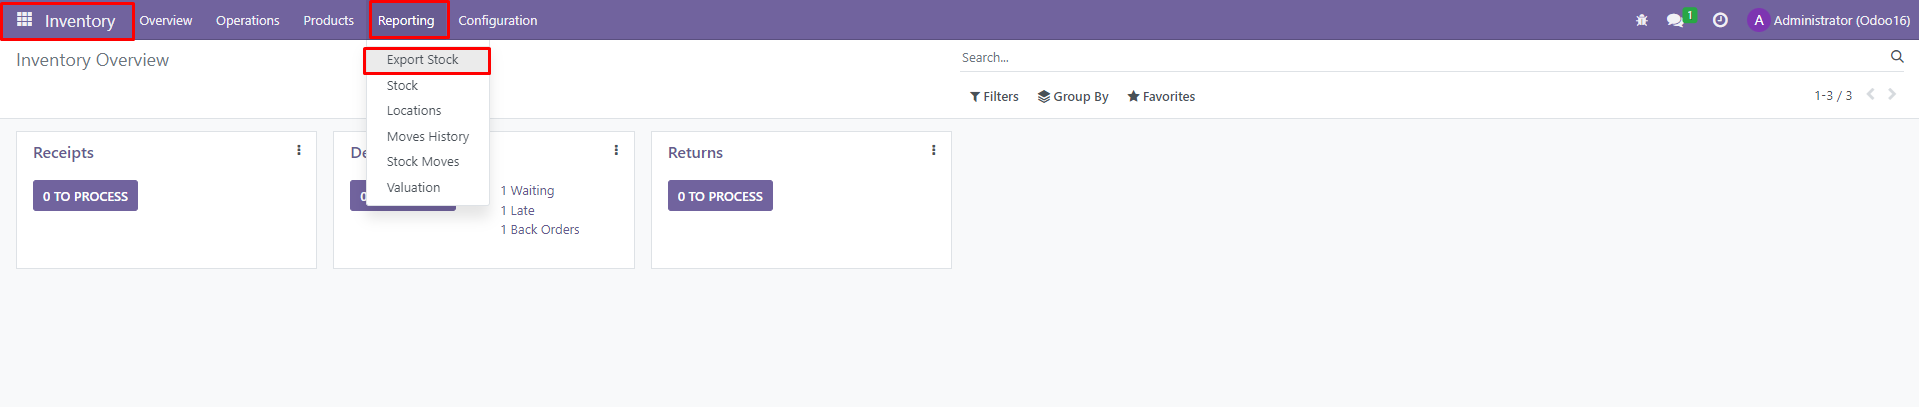 Inventory Overview Operations Products Reporting Configuration 1 A Administrator (Odoo16)
Inventory Overview
Search...
Filters Group By Favorites 1-3 / 3
Export Stock
Stock
Locations
Moves History
Stock Moves
Valuation
Receipts
0 TO PROCESS
De
0
1 Waiting
1 Late
1 Back Orders
Returns
0 TO PROCESS